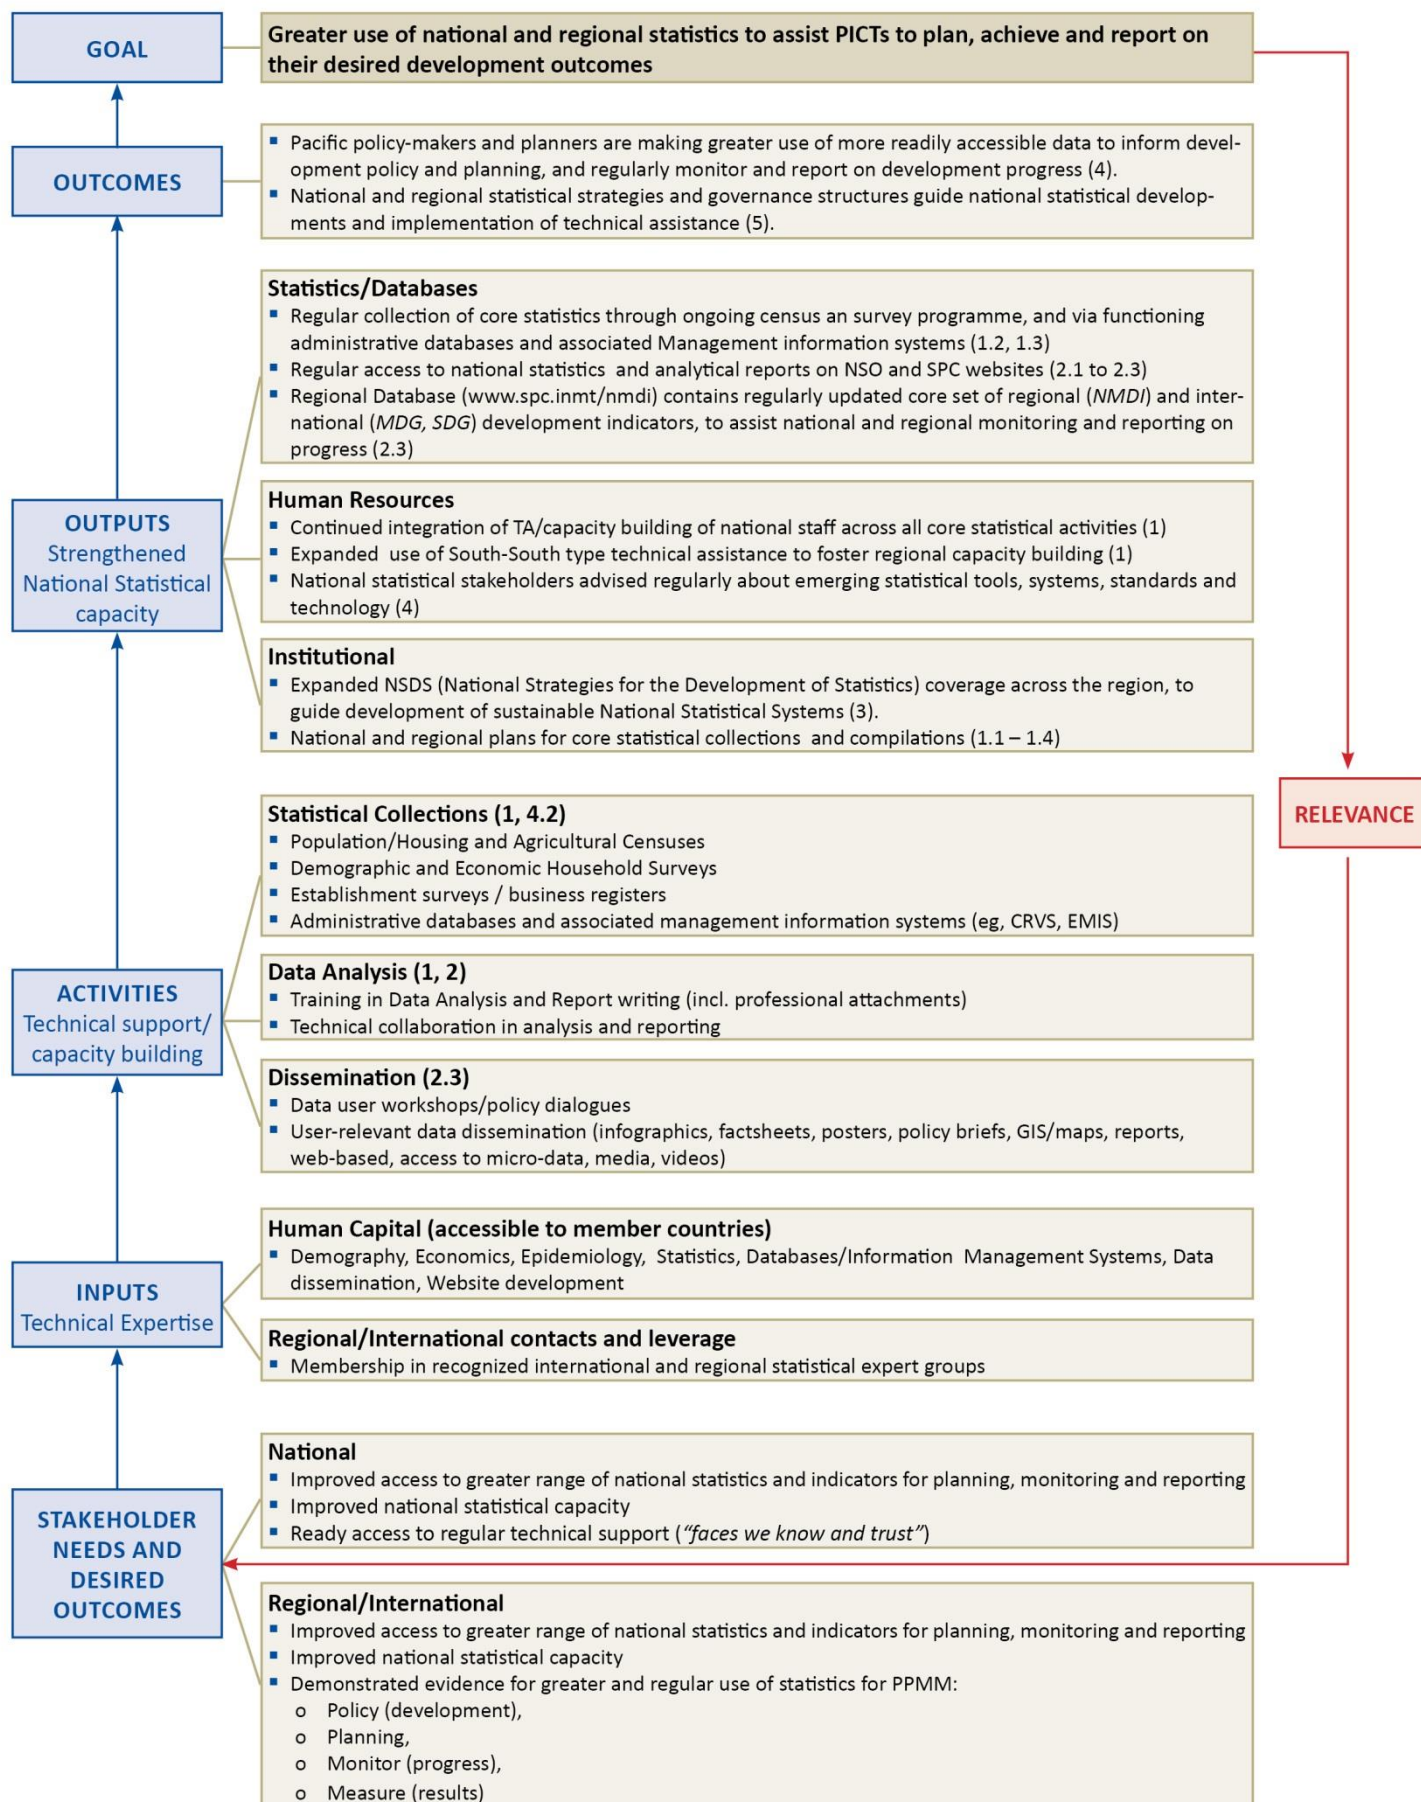 GOAL
Greater use of national and regional statistics to assist PICTs to plan, achieve and report on
their desired development outcomes
OUTCOMES
▪ Pacific policy-makers and planners are making greater use of more readily accessible data to inform devel-
opment policy and planning, and regularly monitor and report on development progress (4).
▪ National and regional statistical strategies and governance structures guide national statistical develop-
ments and implementation of technical assistance (5).
OUTPUTS
Strengthened
National Statistical
capacity
Statistics/Databases
▪ Regular collection of core statistics through ongoing census an survey programme, and via functioning
administrative databases and associated Management information systems (1.2, 1.3)
▪ Regular access to national statistics and analytical reports on NSO and SPC websites (2.1 to 2.3)
▪ Regional Database (www.spc.inmt/nmdi) contains regularly updated core set of regional (NMDI) and inter-
national (MDG, SDG) development indicators, to assist national and regional monitoring and reporting on
progress (2.3)
Human Resources
▪ Continued integration of TA/capacity building of national staff across all core statistical activities (1)
▪ Expanded use of South-South type technical assistance to foster regional capacity building (1)
▪ National statistical stakeholders advised regularly about emerging statistical tools, systems, standards and
technology (4)
Institutional
▪ Expanded NSDS (National Strategies for the Development of Statistics) coverage across the region, to
guide development of sustainable National Statistical Systems (3).
▪ National and regional plans for core statistical collections and compilations (1.1 – 1.4)
RELEVANCE
ACTIVITIES
Technical support/
capacity building
Statistical Collections (1, 4.2)
▪ Population/Housing and Agricultural Censuses
▪ Demographic and Economic Household Surveys
▪ Establishment surveys / business registers
▪ Administrative databases and associated management information systems (eg, CRVS, EMIS)
Data Analysis (1, 2)
▪ Training in Data Analysis and Report writing (incl. professional attachments)
▪ Technical collaboration in analysis and reporting
Dissemination (2.3)
▪ Data user workshops/policy dialogues
▪ User-relevant data dissemination (infographics, factsheets, posters, policy briefs, GIS/maps, reports,
web-based, access to micro-data, media, videos)
INPUTS
Technical Expertise
Human Capital (accessible to member countries)
▪ Demography, Economics, Epidemiology, Statistics, Databases/Information Management Systems, Data
dissemination, Website development
Regional/International contacts and leverage
▪ Membership in recognized international and regional statistical expert groups
STAKEHOLDER
NEEDS AND
DESIRED
OUTCOMES
National
▪ Improved access to greater range of national statistics and indicators for planning, monitoring and reporting
▪ Improved national statistical capacity
▪ Ready access to regular technical support (“faces we know and trust”)
Regional/International
▪ Improved access to greater range of national statistics and indicators for planning, monitoring and reporting
▪ Improved national statistical capacity
▪ Demonstrated evidence for greater and regular use of statistics for PPMM:
o Policy (development),
o Planning,
o Monitor (progress),
o Measure (results)